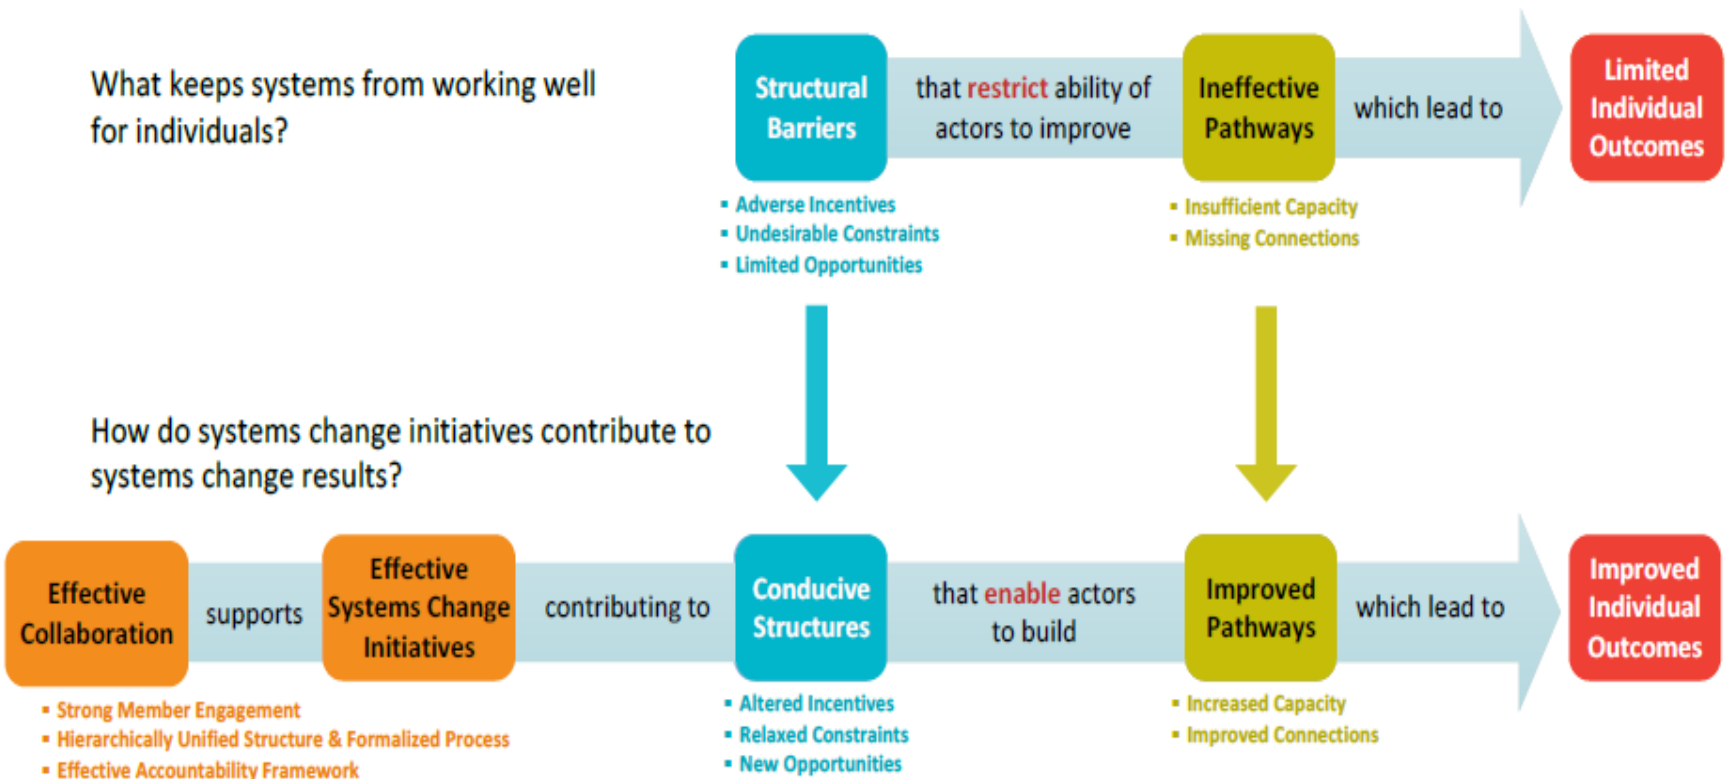 What keeps systems from working well
for individuals?
Structural
Barriers
that restrict ability of
actors to improve
Ineffective
Pathways
which lead to
Limited
Individual
Outcomes
▪ Adverse Incentives
▪ Undesirable Constraints
▪ Limited Opportunities
▪ Insufficient Capacity
▪ Missing Connections
How do systems change initiatives contribute to
systems change results?
Effective
Collaboration
supports
Effective
Systems Change
Initiatives
contributing to
Conducive
Structures
that enable actors
to build
Improved
Pathways
which lead to
Improved
Individual
Outcomes
▪ Strong Member Engagement
▪ Hierarchically Unified Structure & Formalized Process
▪ Effective Accountability Framework
▪ Altered Incentives
▪ Relaxed Constraints
▪ New Opportunities
▪ Increased Capacity
▪ Improved Connections